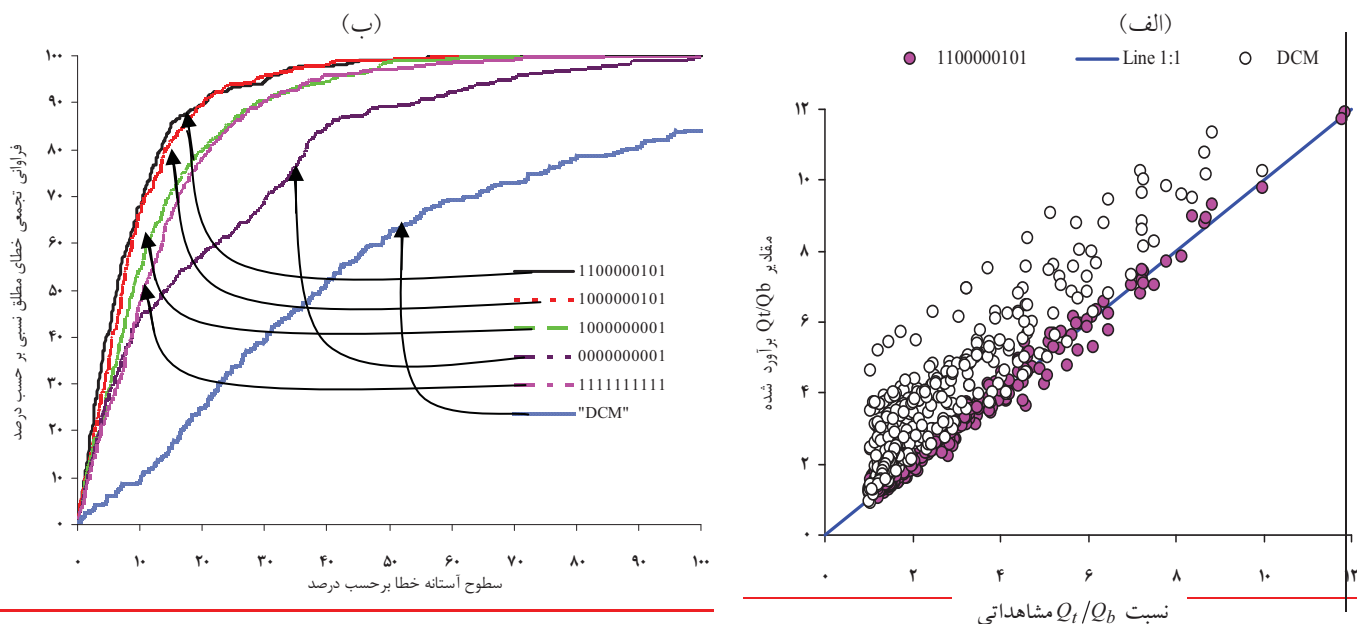 (ب)
فراوانی تجمعی خطای مطلق نسبی بر حسب درصد
۱۰۰
۹۰
۸۰
۷۰
۶۰
۵۰
۴۰
۳۰
۲۰
۱۰
۰
1100000101
1000000101
1000000001
0000000001
1111111111
"DCM"
۰ ۱۰ ۲۰ ۳۰ ۴۰ ۵۰ ۶۰ ۷۰ ۸۰ ۹۰ ۱۰۰
سطوح آستانه خطا برحسب درصد
(الف)
1100000101 Line 1:1 DCM
مقادیر Qt/Qb برآورد شده
۱۲
۱۰
۸
۶
۴
۲
۰
۰ ۲ ۴ ۶ ۸ ۱۰ ۱۲
نسبت Qt/Qb مشاهداتی